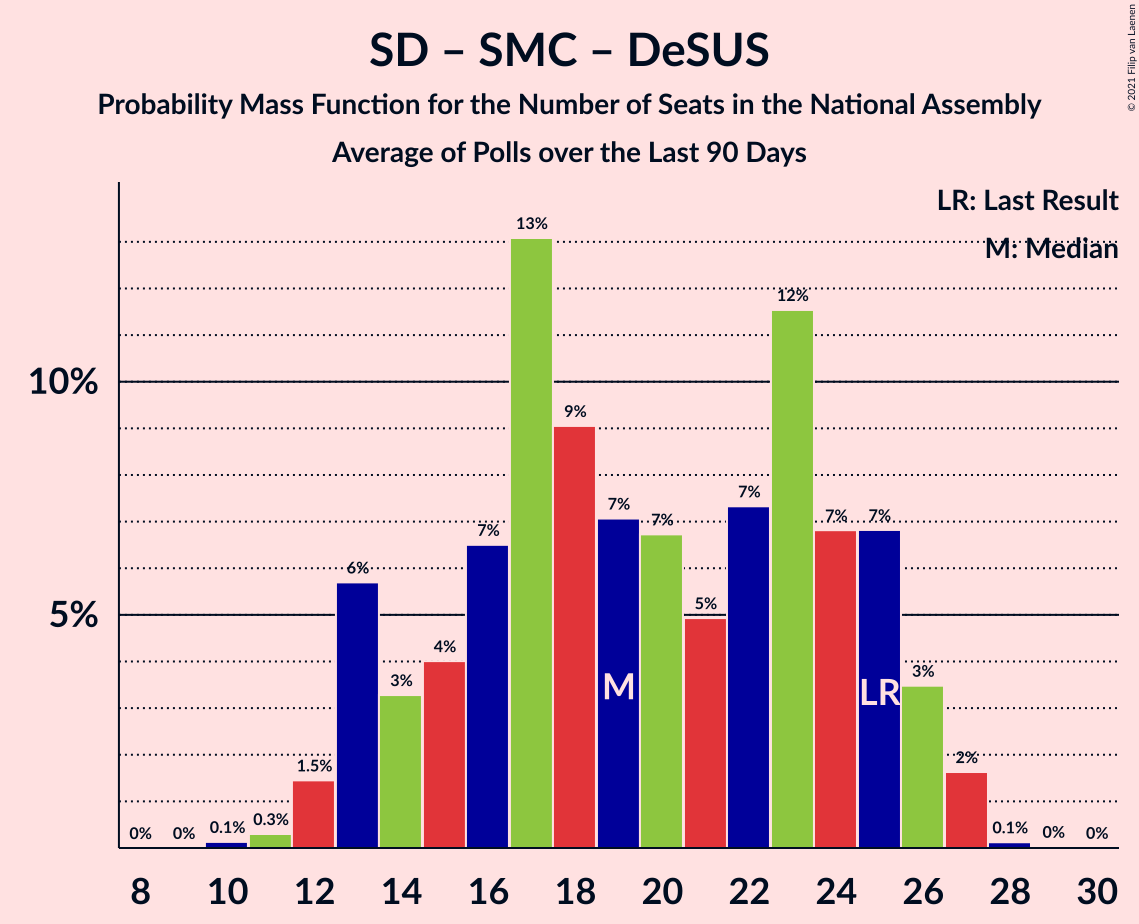 SD – SMC – DeSUS
Probability Mass Function for the Number of Seats in the National Assembly
Average of Polls over the Last 90 Days
© 2021 Filip van Laenen
LR: Last Result
M: Median
10%
5%
0% 0% 0.1% 0.3% 1.5% 6% 3% 4% 7% 13% 9% 7% 7% 5% 7% 12% 7% 7% 3% 2% 0.1% 0% 0%
M LR
8 10 12 14 16 18 20 22 24 26 28 30